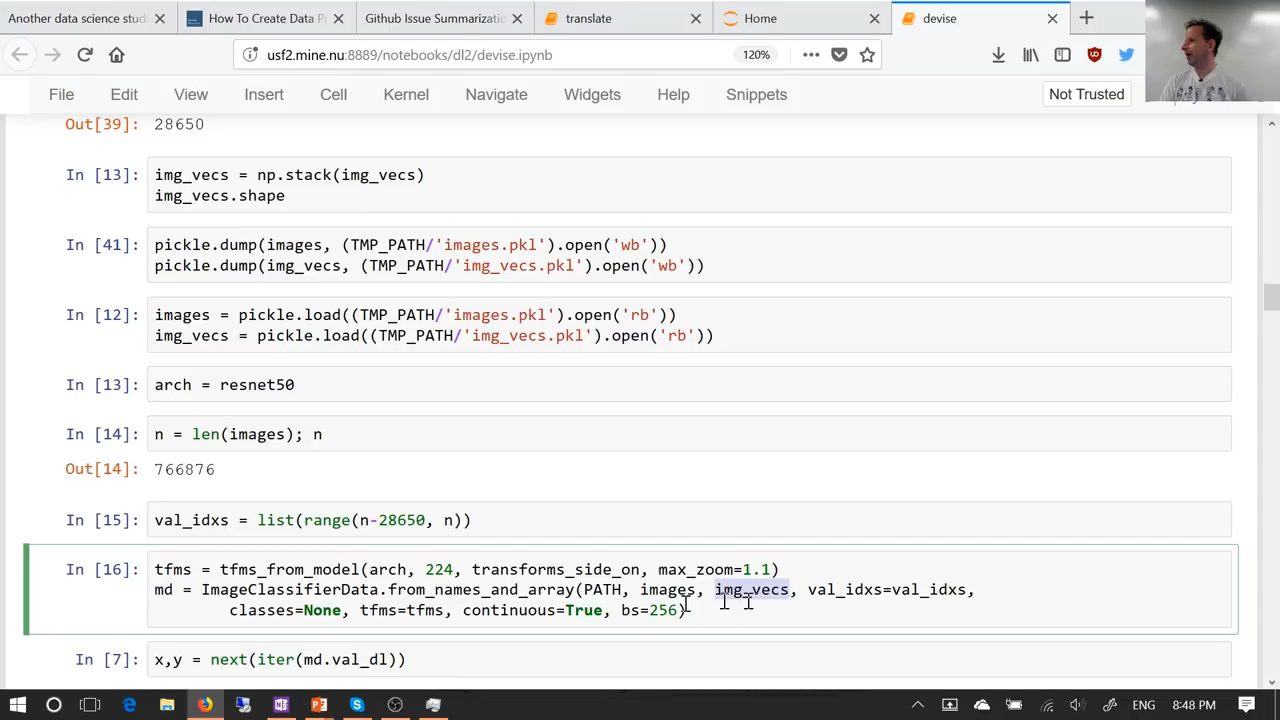 Another data science stud
How To Create Data P
Github Issue Summarizatio
translate
Home
devise
usf2.mine.nu:8889/notebooks/dl2/devise.ipynb
120%
File Edit View Insert Cell Kernel Navigate Widgets Help Snippets
Not Trusted
Out[39]: 28650
In [13]: img_vecs = np.stack(img_vecs)
img_vecs.shape
In [41]: pickle.dump(images, (TMP_PATH/'images.pkl').open('wb'))
pickle.dump(img_vecs, (TMP_PATH/'img_vecs.pkl').open('wb'))
In [12]: images = pickle.load((TMP_PATH/'images.pkl').open('rb'))
img_vecs = pickle.load((TMP_PATH/'img_vecs.pkl').open('rb'))
In [13]: arch = resnet50
In [14]: n = len(images); n
Out[14]: 766876
In [15]: val_idxs = list(range(n-28650, n))
In [16]: tfms = tfms_from_model(arch, 224, transforms_side_on, max_zoom=1.1)
md = ImageClassifierData.from_names_and_array(PATH, images, img_vecs, val_idxs=val_idxs,
classes=None, tfms=tfms, continuous=True, bs=256)
In [7]: x,y = next(iter(md.val_dl))
ENG 8:48 PM